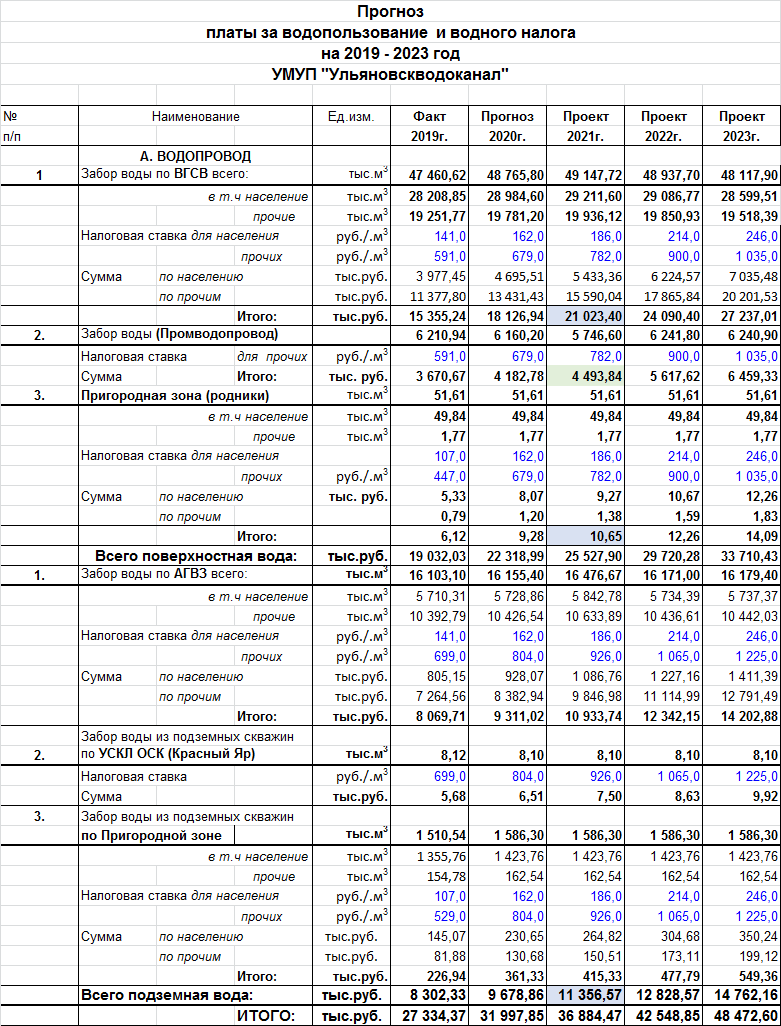 Прогноз
платы за водопользование и водного налога
на 2019 - 2023 год
УМУП "Ульяновскводоканал"
№ Наименование Ед.изм. Факт Прогноз Проект Проект Проект
п/п 2019г. 2020г. 2021г. 2022г. 2023г.
А. ВОДОПРОВОД
1 Забор воды по ВГСВ всего: тыс.м³ 47 460,62 48 765,80 49 147,72 48 937,70 48 117,90
в т.ч население тыс.м³ 28 208,85 28 984,60 29 211,60 29 086,77 28 599,51
прочие тыс.м³ 19 251,77 19 781,20 19 936,12 19 850,93 19 518,39
Налоговая ставка для населения руб./.м³ 141,0 162,0 186,0 214,0 246,0
прочих руб./.м³ 591,0 679,0 782,0 900,0 1 035,0
Сумма по населению тыс.руб. 3 977,45 4 695,51 5 433,36 6 224,57 7 035,48
по прочим тыс.руб. 11 377,80 13 431,43 15 590,04 17 865,84 20 201,53
Итого: тыс.руб. 15 355,24 18 126,94 21 023,40 24 090,40 27 237,01
2. Забор воды (Промводопровод) 6 210,94 6 160,20 5 746,60 6 241,80 6 240,90
Налоговая ставка для прочих руб./.м³ 591,0 679,0 782,0 900,0 1 035,0
Сумма Итого: тыс. руб. 3 670,67 4 182,78 4 493,84 5 617,62 6 459,33
3. Пригородная зона (родники) тыс.м³ 51,61 51,61 51,61 51,61 51,61
в т.ч население тыс.м³ 49,84 49,84 49,84 49,84 49,84
прочие тыс.м³ 1,77 1,77 1,77 1,77 1,77
Налоговая ставка для населения 107,0 162,0 186,0 214,0 246,0
прочих руб./.м³ 447,0 679,0 782,0 900,0 1 035,0
Сумма по населению тыс. руб. 5,33 8,07 9,27 10,67 12,26
по прочим 0,79 1,20 1,38 1,59 1,83
Итого: 6,12 9,28 10,65 12,26 14,09
Всего поверхностная вода: тыс.руб. 19 032,03 22 318,99 25 527,90 29 720,28 33 710,43
1. Забор воды по АГВЗ всего: тыс.м³ 16 103,10 16 155,40 16 476,67 16 171,00 16 179,40
в т.ч население тыс.м³ 5 710,31 5 728,86 5 842,78 5 734,39 5 737,37
прочие тыс.м³ 10 392,79 10 426,54 10 633,89 10 436,61 10 442,03
Налоговая ставка для населения руб./.м³ 141,0 162,0 186,0 214,0 246,0
прочих руб./.м³ 699,0 804,0 926,0 1 065,0 1 225,0
Сумма по населению тыс.руб. 805,15 928,07 1 086,76 1 227,16 1 411,39
по прочим тыс.руб. 7 264,56 8 382,94 9 846,98 11 114,99 12 791,49
Итого: тыс.руб. 8 069,71 9 311,02 10 933,74 12 342,15 14 202,88
Забор воды из подземных скважин
2. по УСКЛ ОСК (Красный Яр) тыс.м³ 8,12 8,10 8,10 8,10 8,10
Налоговая ставка руб./.м³ 699,0 804,0 926,0 1 065,0 1 225,0
Сумма тыс.руб. 5,68 6,51 7,50 8,63 9,92
3. Забор воды из подземных скважин
по Пригородной зоне тыс.м³ 1 510,54 1 586,30 1 586,30 1 586,30 1 586,30
в т.ч население тыс.м³ 1 355,76 1 423,76 1 423,76 1 423,76 1 423,76
прочие тыс.м³ 154,78 162,54 162,54 162,54 162,54
Налоговая ставка для населения руб./.м³ 107,0 162,0 186,0 214,0 246,0
прочих руб./.м³ 529,0 804,0 926,0 1 065,0 1 225,0
Сумма по населению тыс.руб. 145,07 230,65 264,82 304,68 350,24
по прочим тыс.руб. 81,88 130,68 150,51 173,11 199,12
Итого: тыс.руб. 226,94 361,33 415,33 477,79 549,36
Всего подземная вода: тыс.руб. 8 302,33 9 678,86 11 356,57 12 828,57 14 762,16
ИТОГО: тыс.руб. 27 334,37 31 997,85 36 884,47 42 548,85 48 472,60